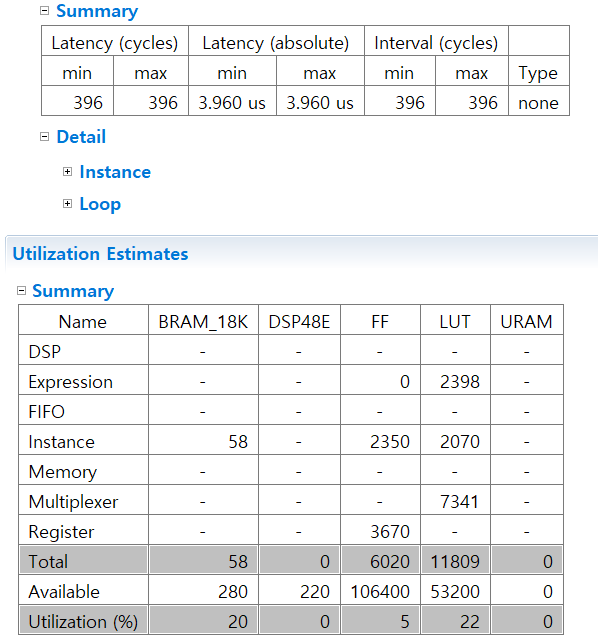 Summary
Latency (cycles) Latency (absolute) Interval (cycles)
min max min max min max Type
396 396 3.960 us 3.960 us 396 396 none
Detail
Instance
Loop
Utilization Estimates
Summary
Name BRAM_18K DSP48E FF LUT URAM
DSP - - - - -
Expression - - 0 2398 -
FIFO - - - - -
Instance 58 - 2350 2070 -
Memory - - - - -
Multiplexer - - - 7341 -
Register - - 3670 - -
Total 58 0 6020 11809 0
Available 280 220 106400 53200 0
Utilization (%) 20 0 5 22 0